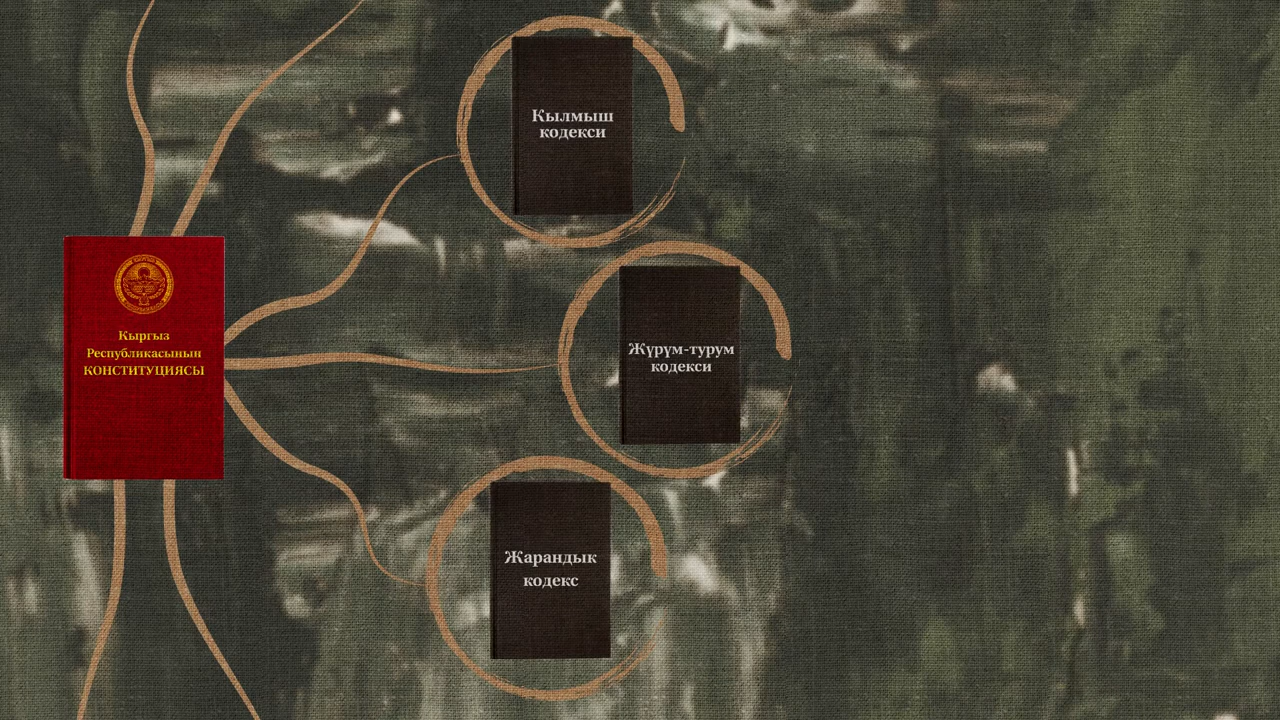 Кыргыз
Республикасынын
КОНСТИТУЦИЯСЫ
Кылмыш
кодекси
Жүрүм-турум
кодекси
Жарандык
кодекс